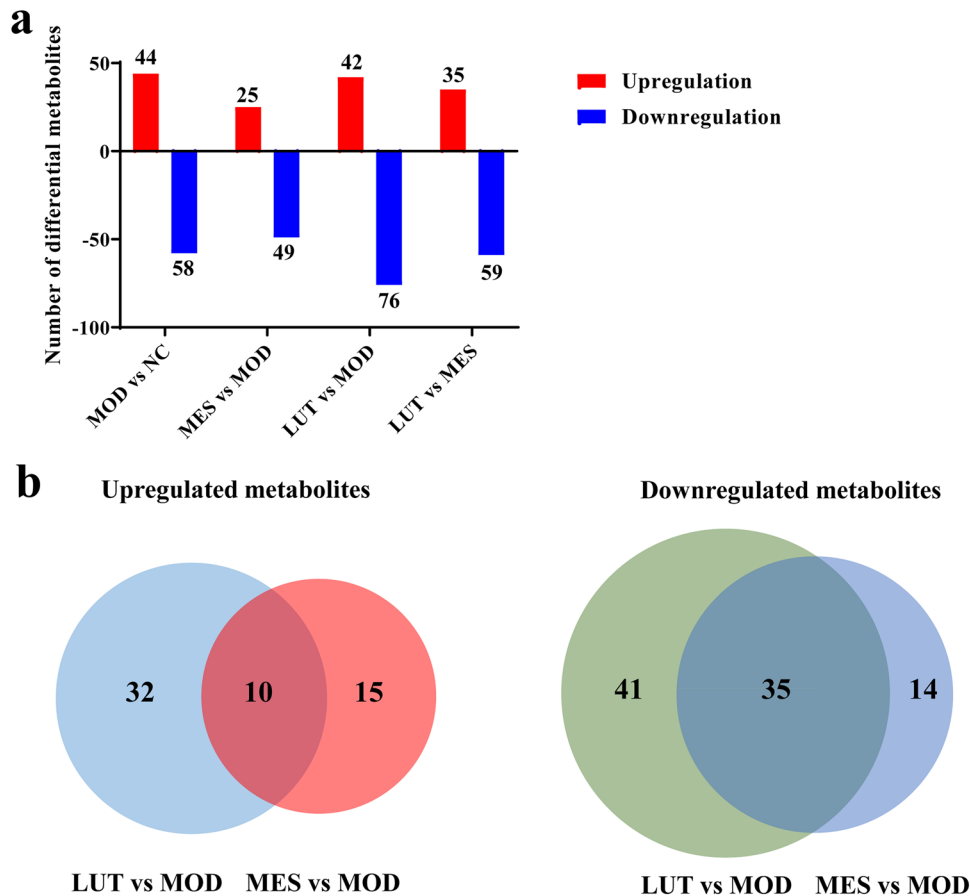 a
Number of differential metabolites
50
0
-50
-100
44
25
42
35
58
49
76
59
MOD vs NC
MES vs MOD
LUT vs MOD
LUT vs MES
Upregulation
Downregulation
b
Upregulated metabolites
32
10
15
LUT vs MOD
MES vs MOD
Downregulated metabolites
41
35
14
LUT vs MOD
MES vs MOD